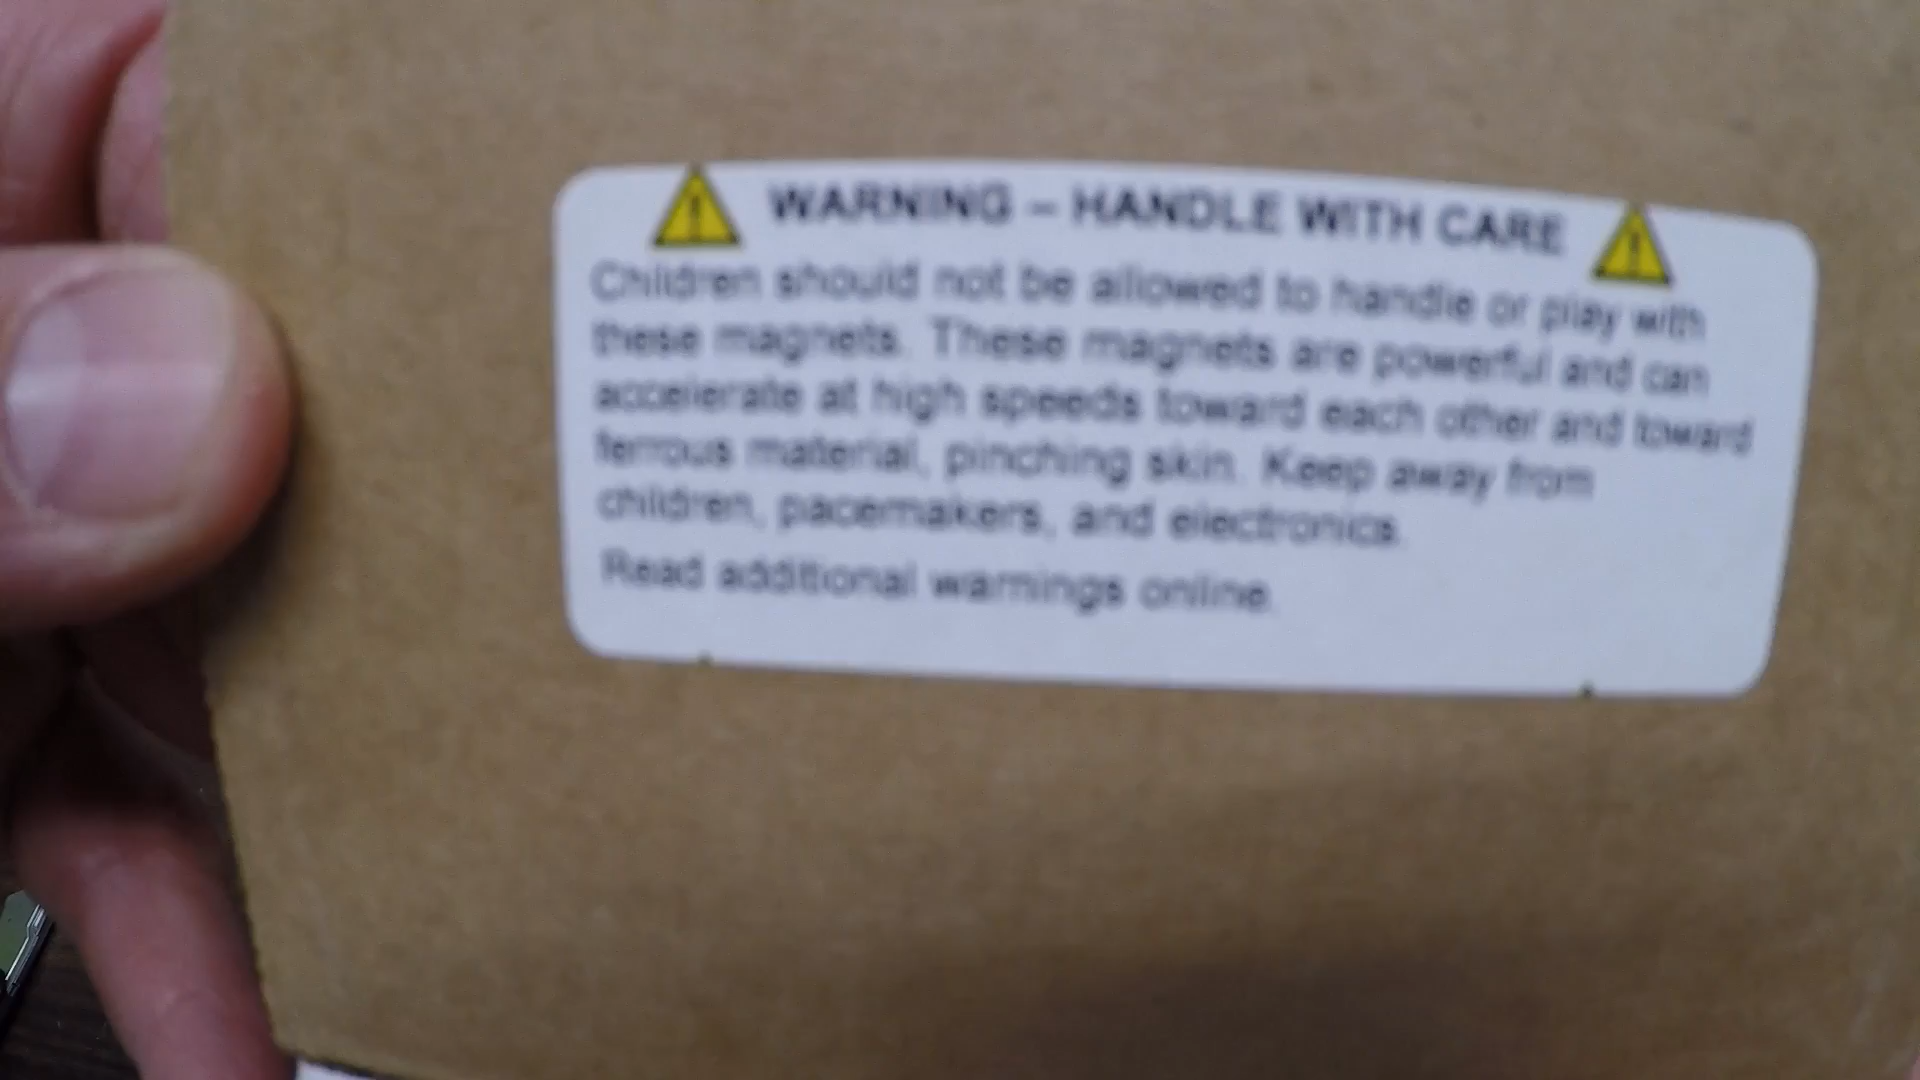 WARNING – HANDLE WITH CARE
Children should not be allowed to handle or play with
these magnets. These magnets are powerful and can
accelerate at high speeds toward each other and toward
ferrous material, pinching skin. Keep away from
children, pacemakers, and electronics.
Read additional warnings online.